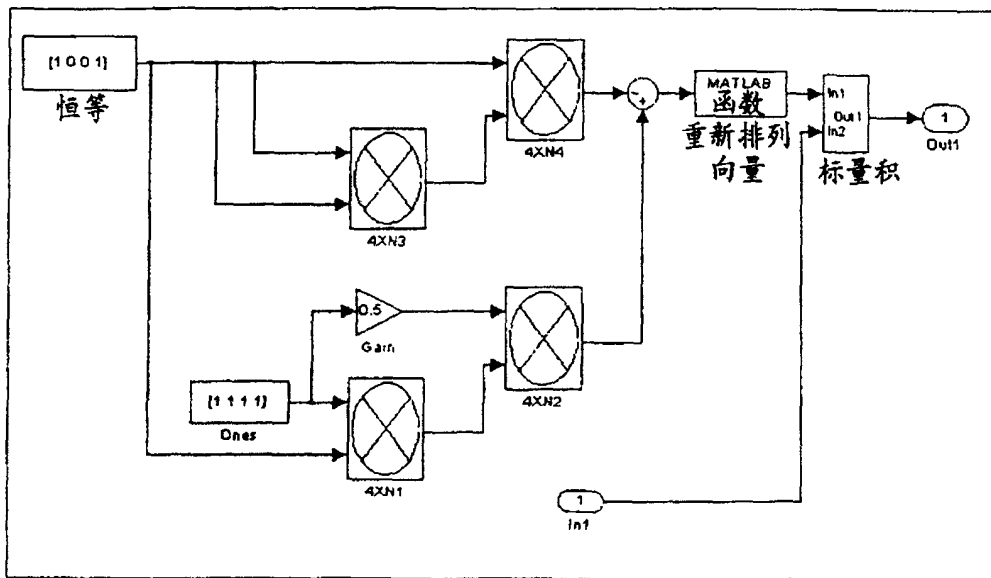 [1 0 0 1]
恒等
4XN3
4XN4
- +
MATLAB
函数
重新排列
向量
In1
Out1
In2
标量积
1
Out1
0.5
Gain
[1 1 1 1]
Ones
4XN1
4XN2
1
In1